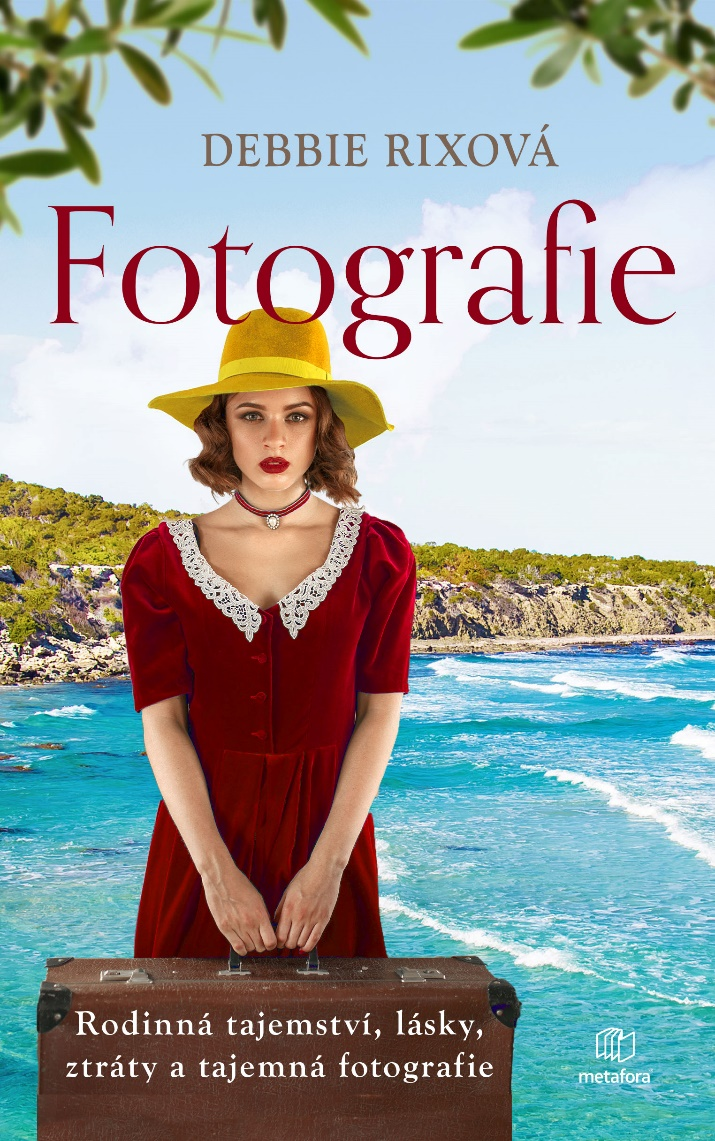 DEBBIE RIXOVÁ
Fotografie
Rodinná tajemství, lásky,
ztráty a tajemná fotografie
metafora